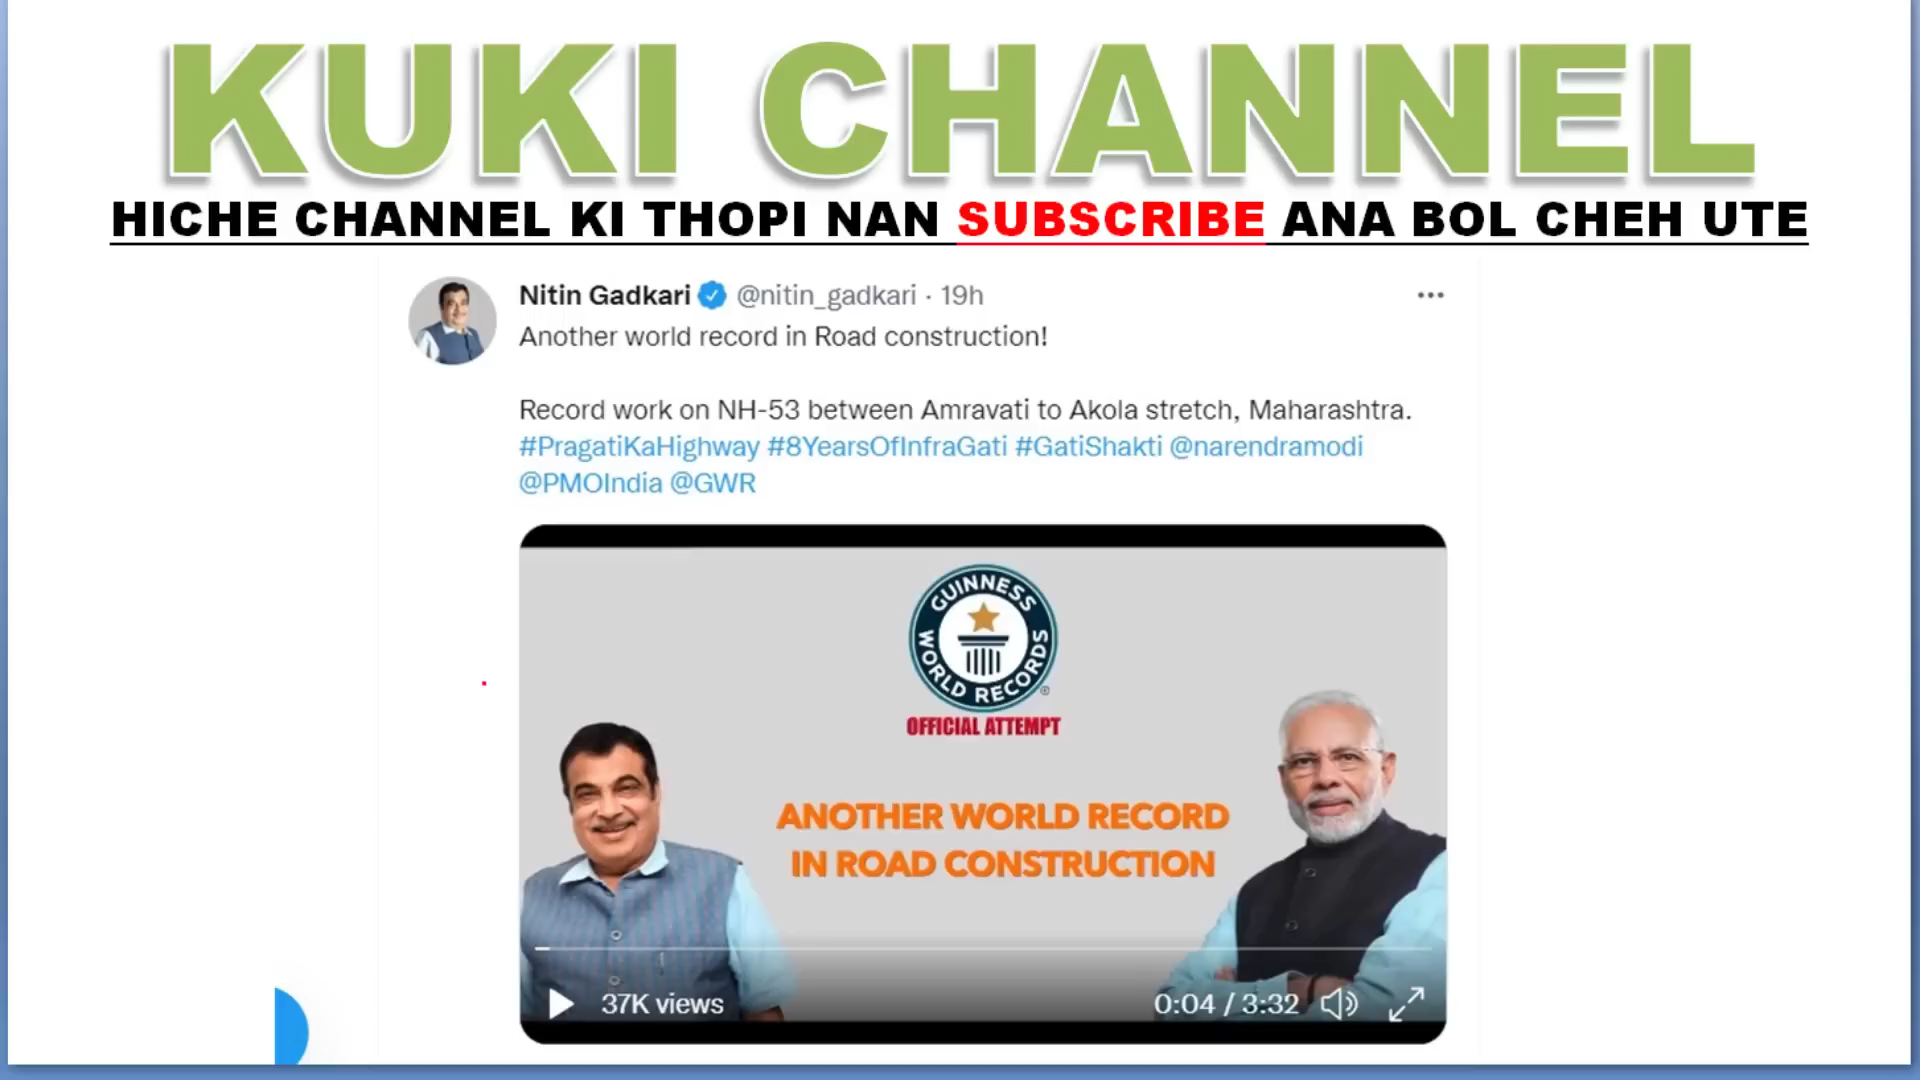 KUKI CHANNEL
HICHE CHANNEL KI THOPI NAN SUBSCRIBE ANA BOL CHEH UTE
Nitin Gadkari @nitin_gadkari · 19h
Another world record in Road construction!
Record work on NH-53 between Amravati to Akola stretch, Maharashtra.
#PragatiKaHighway #8YearsOfInfraGati #GatiShakti @narendramodi
@PMOIndia @GWR
GUINNESS
WORLD RECORDS
OFFICIAL ATTEMPT
ANOTHER WORLD RECORD
IN ROAD CONSTRUCTION
37K views
0:04 / 3:32